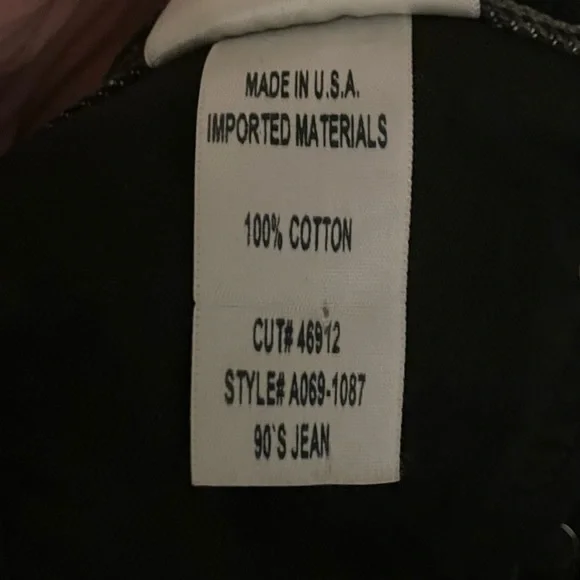 MADE IN U.S.A.
IMPORTED MATERIALS
100% COTTON
CUT# 46912
STYLE# A069-1087
90`S JEAN